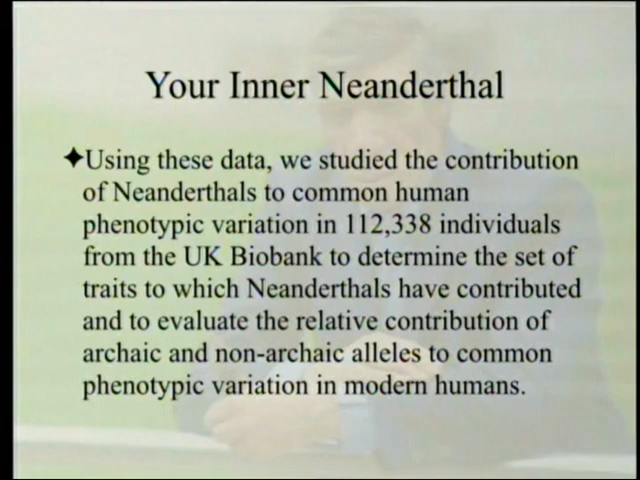 Your Inner Neanderthal
✦Using these data, we studied the contribution
of Neanderthals to common human
phenotypic variation in 112,338 individuals
from the UK Biobank to determine the set of
traits to which Neanderthals have contributed
and to evaluate the relative contribution of
archaic and non-archaic alleles to common
phenotypic variation in modern humans.